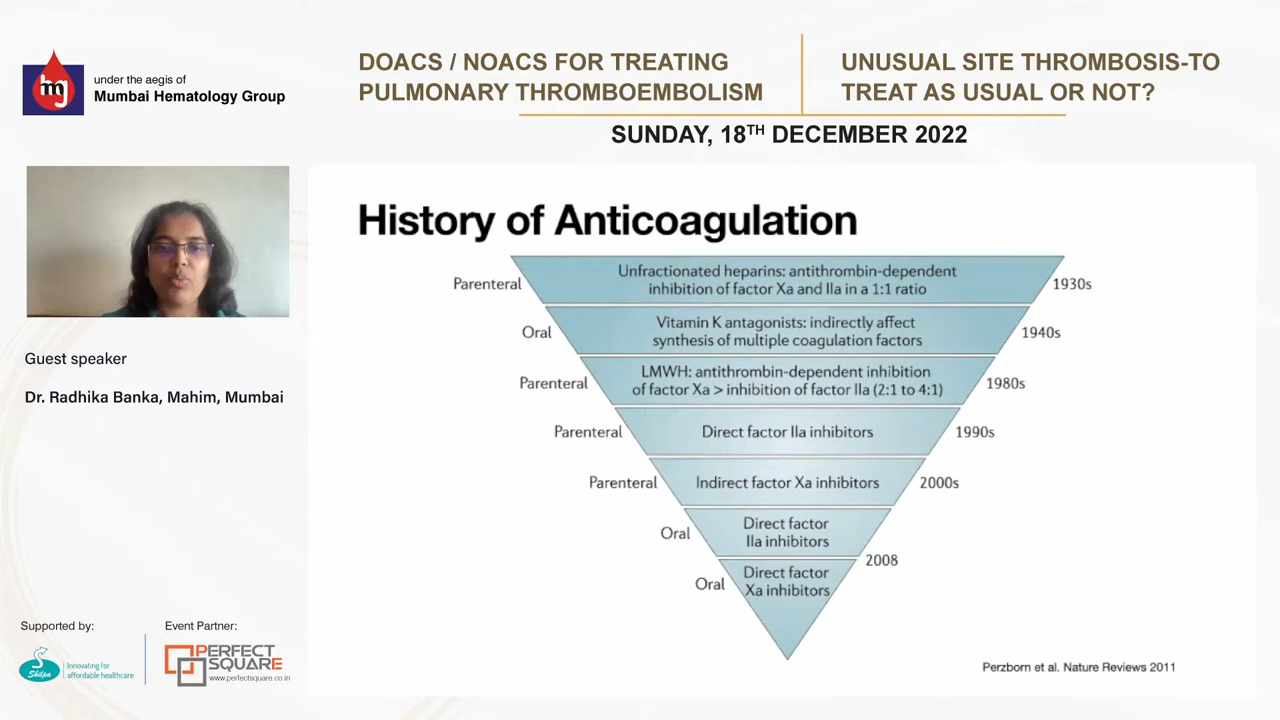 mg
under the aegis of
Mumbai Hematology Group
DOACS / NOACS FOR TREATING
PULMONARY THROMBOEMBOLISM
UNUSUAL SITE THROMBOSIS-TO
TREAT AS USUAL OR NOT?
SUNDAY, 18TH DECEMBER 2022
Guest speaker
Dr. Radhika Banka, Mahim, Mumbai
History of Anticoagulation
Parenteral
Unfractionated heparins: antithrombin-dependent
inhibition of factor Xa and IIa in a 1:1 ratio
1930s
Oral
Vitamin K antagonists: indirectly affect
synthesis of multiple coagulation factors
1940s
Parenteral
LMWH: antithrombin-dependent inhibition
of factor Xa > inhibition of factor IIa (2:1 to 4:1)
1980s
Parenteral
Direct factor IIa inhibitors
1990s
Parenteral
Indirect factor Xa inhibitors
2000s
Oral
Direct factor
IIa inhibitors
2008
Oral
Direct factor
Xa inhibitors
Perzborn et al. Nature Reviews 2011
Supported by:
Shilpa
Innovating for
affordable healthcare
Event Partner:
PERFECT
SQUARE
www.perfectsquare.co.in